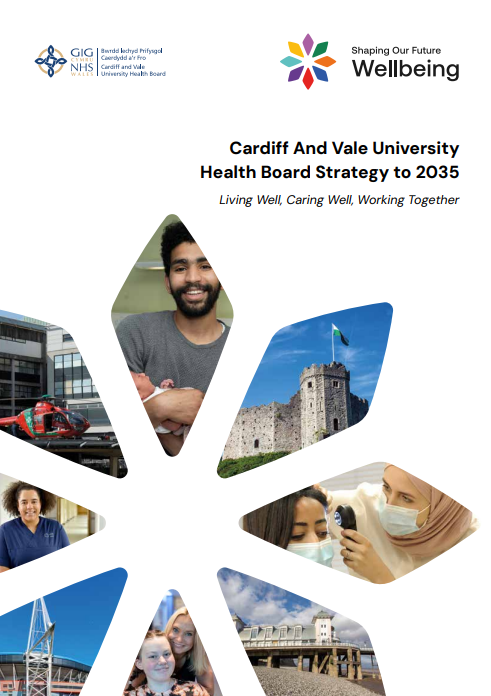 GIG
CYMRU
NHS
WALES
Bwrdd Iechyd Prifysgol
Caerdydd a'r Fro
Cardiff and Vale
University Health Board
Shaping Our Future
Wellbeing
Cardiff And Vale University
Health Board Strategy to 2035
Living Well, Caring Well, Working Together